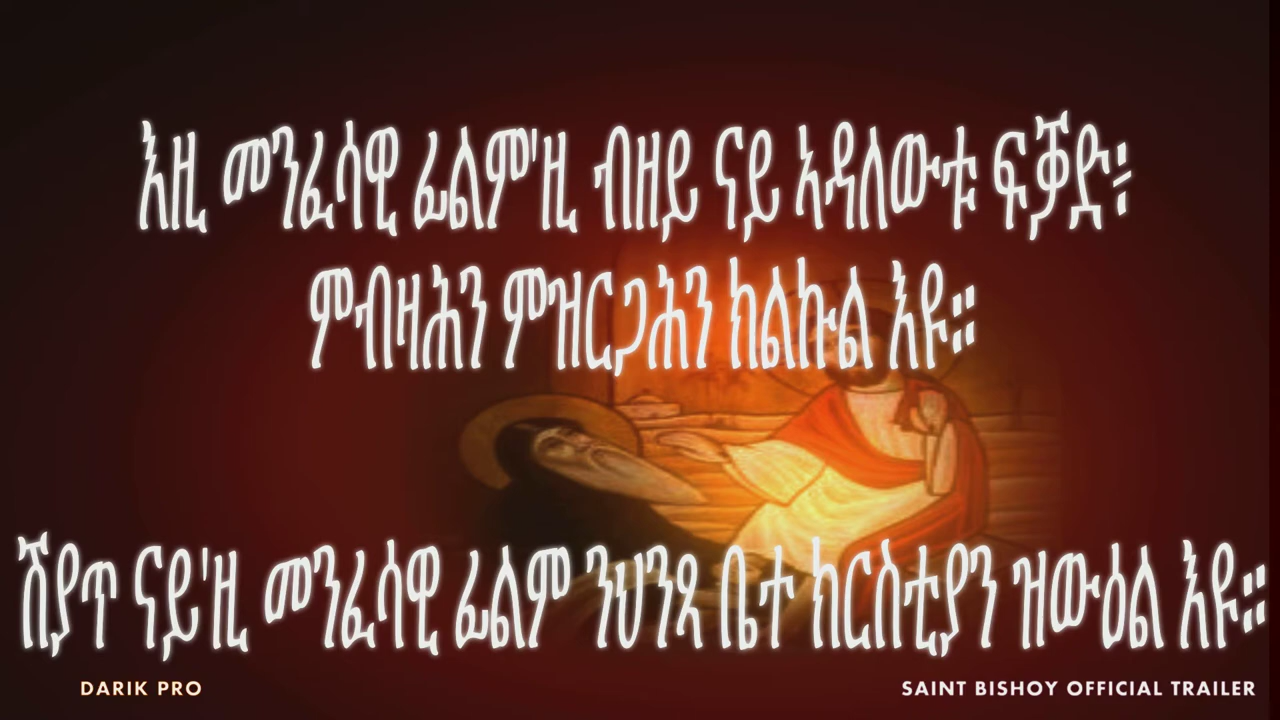 እዚ መንፈሳዊ ፊልም'ዚ ብዘይ ናይ ኣዳለውቱ ፍቓድ፡
ምብዛሕን ምዝርጋሕን ክልኩል እዩ።
ሽያጥ ናይ'ዚ መንፈሳዊ ፊልም ንህንጻ ቤተ ክርስቲያን ዝውዕል እዩ።
DARIK PRO
SAINT BISHOY OFFICIAL TRAILER